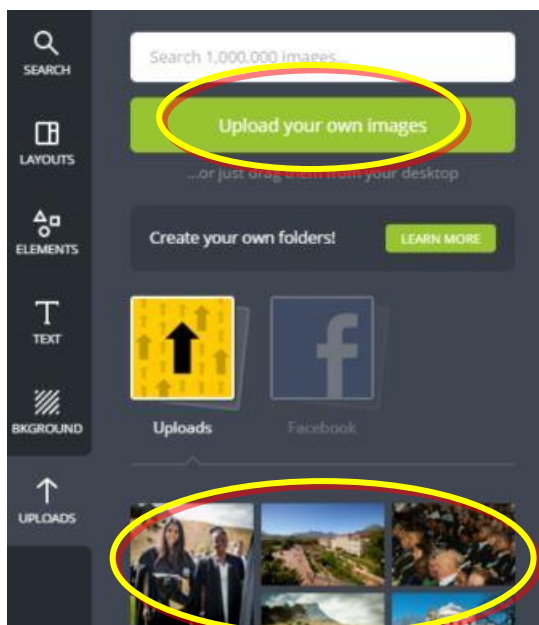 SEARCH
LAYOUTS
ELEMENTS
TEXT
BKGROUND
UPLOADS
Search 1,000,000 images...
Upload your own images
...or just drag them from your desktop
Create your own folders!
LEARN MORE
Uploads
Facebook